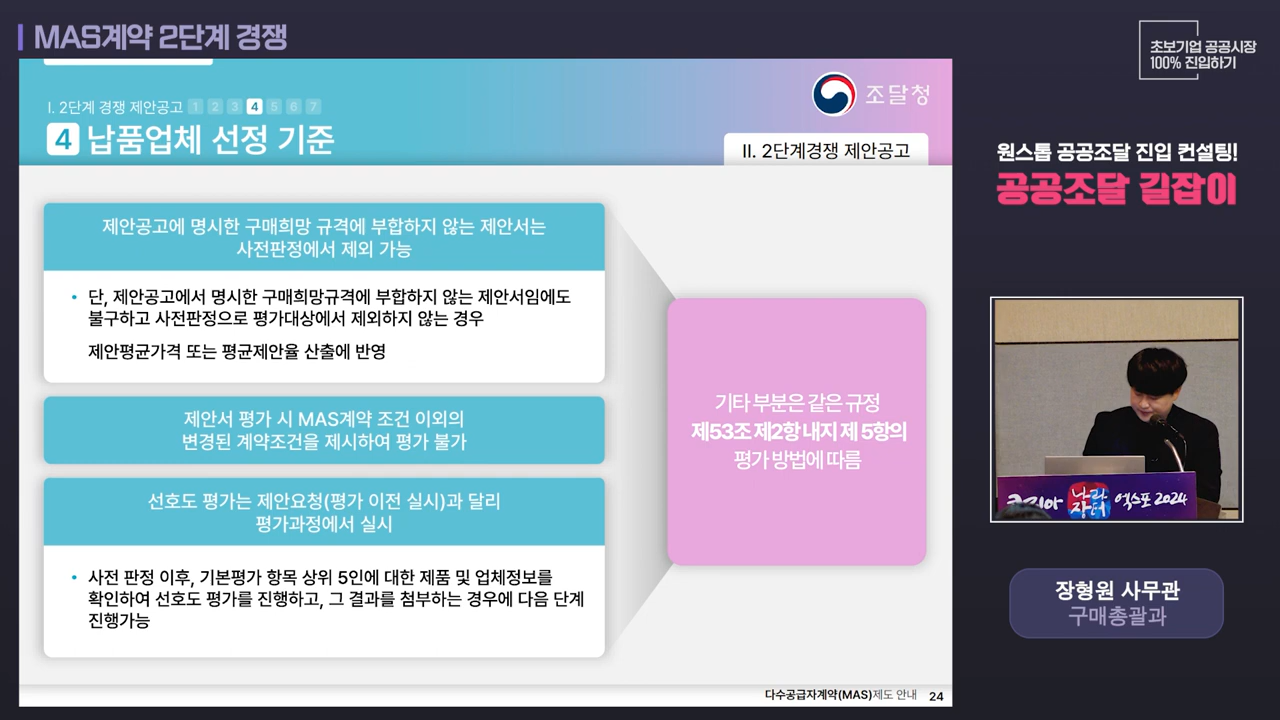 MAS계약 2단계 경쟁
초보기업 공공시장
100% 진입하기
I. 2단계 경쟁 제안공고 1 2 3 4 5 6 7
4 납품업체 선정 기준
조달청
II. 2단계경쟁 제안공고
제안공고에 명시한 구매희망 규격에 부합하지 않는 제안서는
사전판정에서 제외 가능
• 단, 제안공고에서 명시한 구매희망규격에 부합하지 않는 제안서임에도
불구하고 사전판정으로 평가대상에서 제외하지 않는 경우
제안평균가격 또는 평균제안율 산출에 반영
제안서 평가 시 MAS계약 조건 이외의
변경된 계약조건을 제시하여 평가 불가
선호도 평가는 제안요청(평가 이전 실시)과 달리
평가과정에서 실시
• 사전 판정 이후, 기본평가 항목 상위 5인에 대한 제품 및 업체정보를
확인하여 선호도 평가를 진행하고, 그 결과를 첨부하는 경우에 다음 단계
진행가능
기타 부분은 같은 규정
제53조 제2항 내지 제 5항의
평가 방법에 따름
다수공급자계약(MAS)제도 안내 24
원스톱 공공조달 진입 컨설팅!
공공조달 길잡이
코리아 나라장터 엑스포 2024
장형원 사무관
구매총괄과